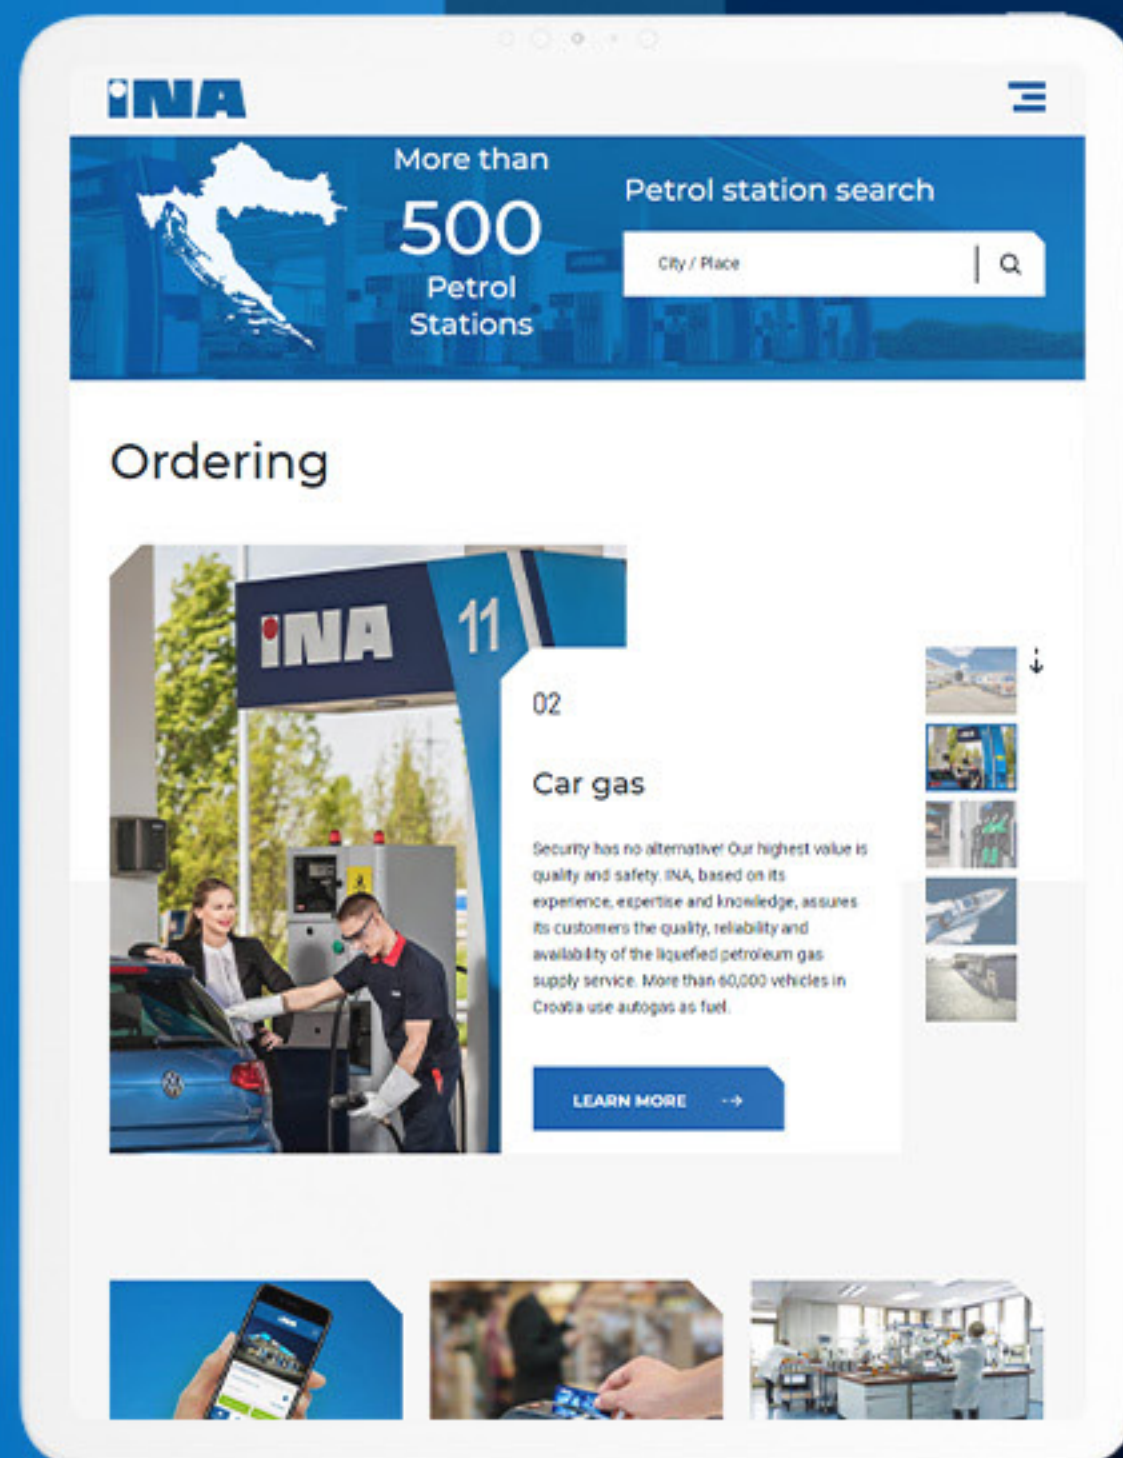 INA
More than
500
Petrol
Stations
Petrol station search
City / Place
Ordering
INA
11
02
Car gas
Security has no alternative! Our highest value is
quality and safety. INA, based on its
experience, expertise and knowledge, assures
its customers the quality, reliability and
availability of the liquefied petroleum gas
supply service. More than 60,000 vehicles in
Croatia use autogas as fuel.
LEARN MORE